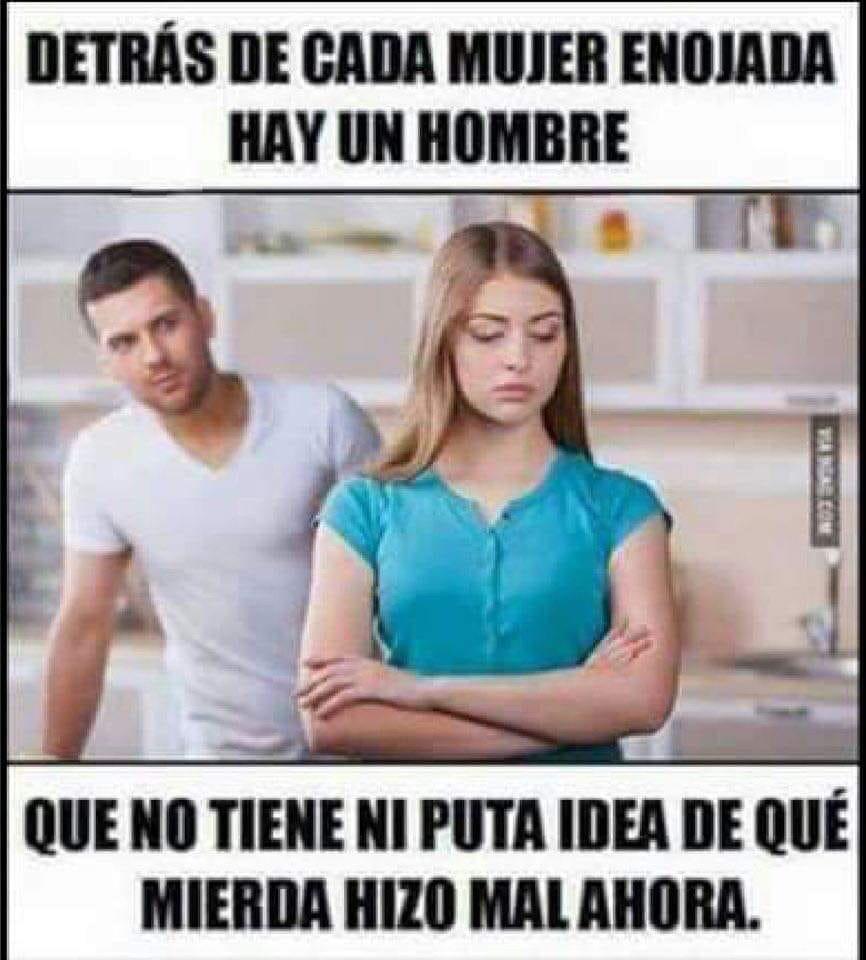 DETRÁS DE CADA MUJER ENOJADA
HAY UN HOMBRE
QUE NO TIENE NI PUTA IDEA DE QUÉ
MIERDA HIZO MAL AHORA.